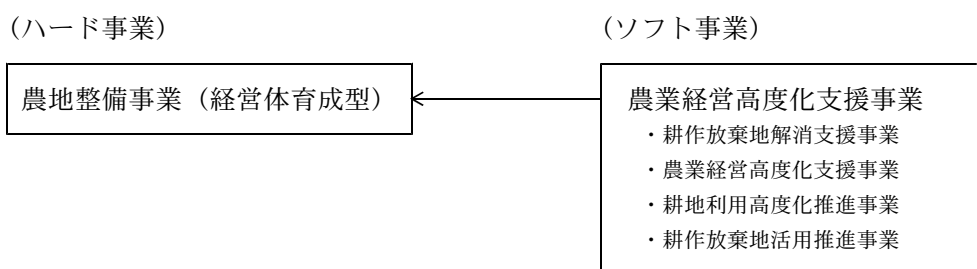 （ハード事業）
（ソフト事業）
農地整備事業（経営体育成型）
農業経営高度化支援事業
・耕作放棄地解消支援事業
・農業経営高度化支援事業
・耕地利用高度化推進事業
・耕作放棄地活用推進事業